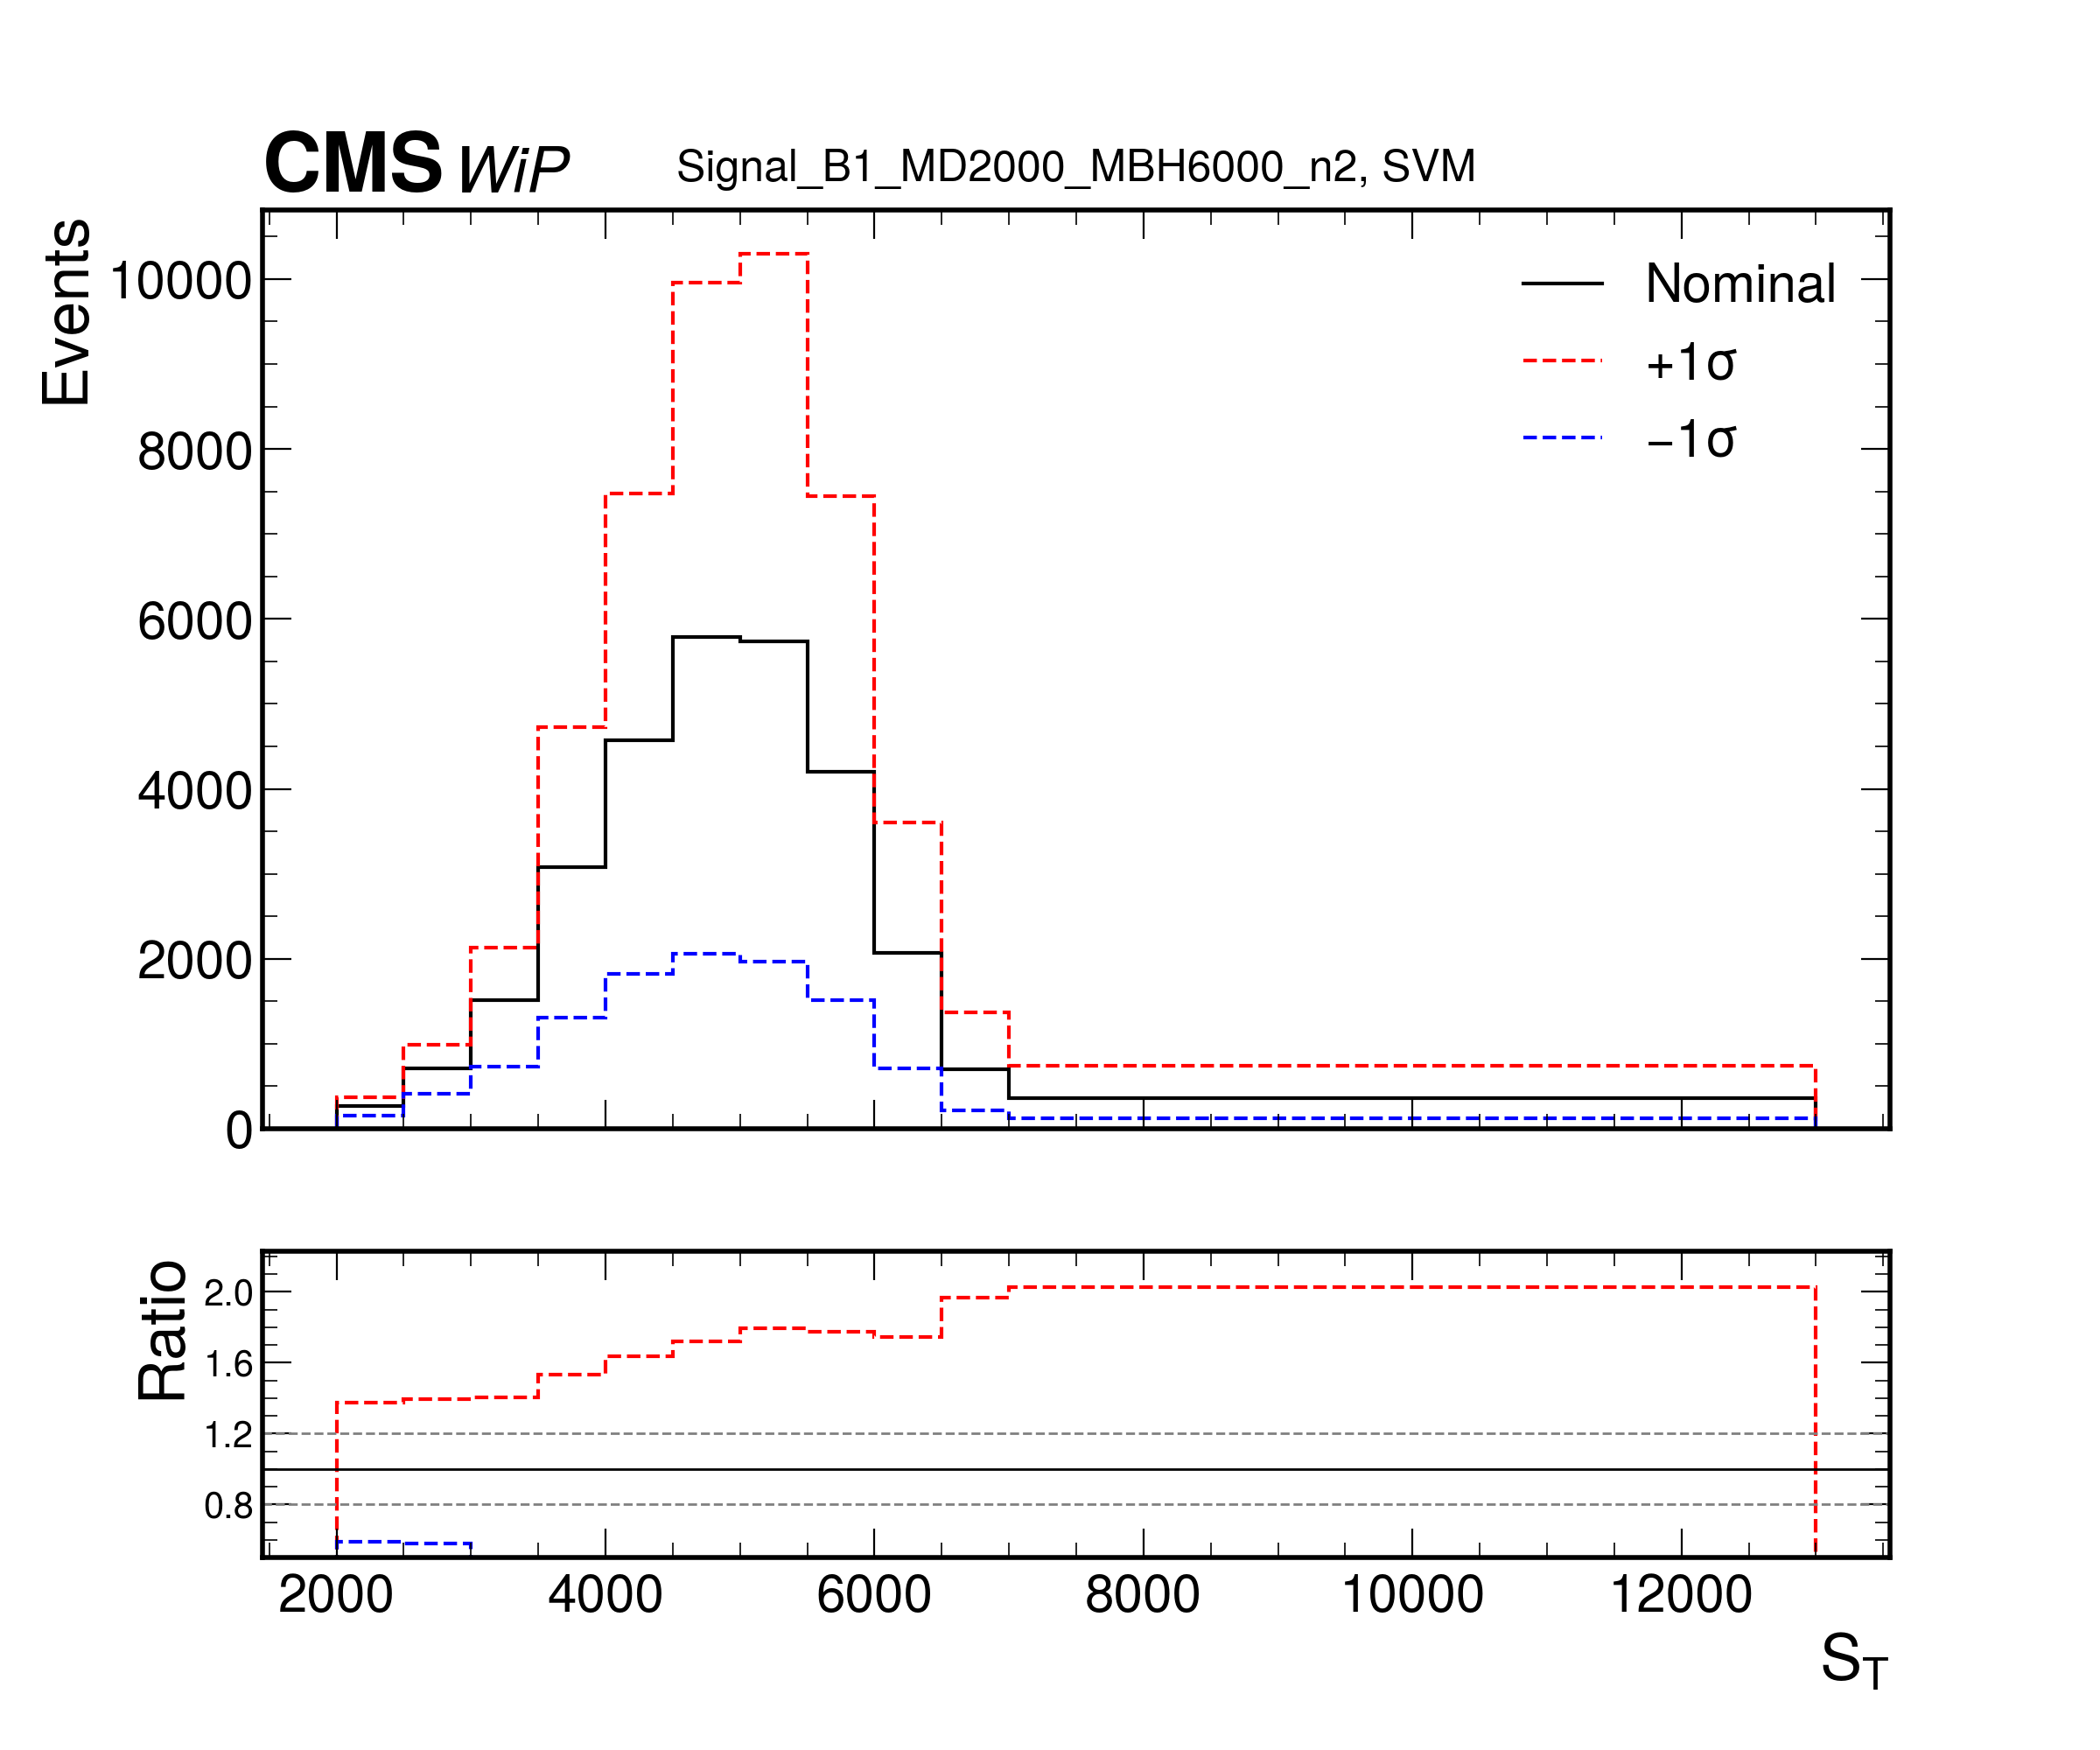 CMS WiP Signal_B1_MD2000_MBH6000_n2, SVM
Events
10000
8000
6000
4000
2000
0
Nominal
+1σ
−1σ
Ratio
2.0
1.6
1.2
0.8
2000 4000 6000 8000 10000 12000
S_T